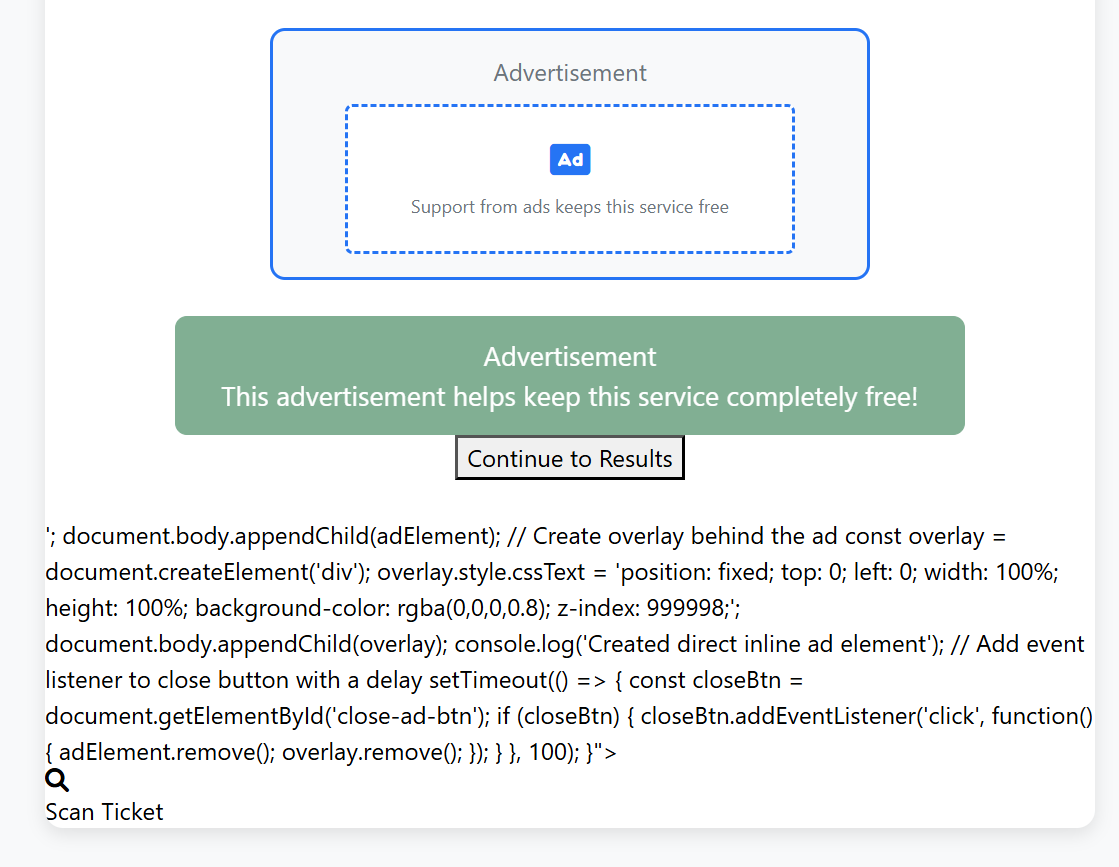 Advertisement
Ad
Support from ads keeps this service free
Advertisement
This advertisement helps keep this service completely free!
Continue to Results
'; document.body.appendChild(adElement); // Create overlay behind the ad const overlay =
document.createElement('div'); overlay.style.cssText = 'position: fixed; top: 0; left: 0; width: 100%;
height: 100%; background-color: rgba(0,0,0,0.8); z-index: 999998;';
document.body.appendChild(overlay); console.log('Created direct inline ad element'); // Add event
listener to close button with a delay setTimeout(() => { const closeBtn =
document.getElementById('close-ad-btn'); if (closeBtn) { closeBtn.addEventListener('click', function()
{ adElement.remove(); overlay.remove(); }); } }, 100); }">
Scan Ticket